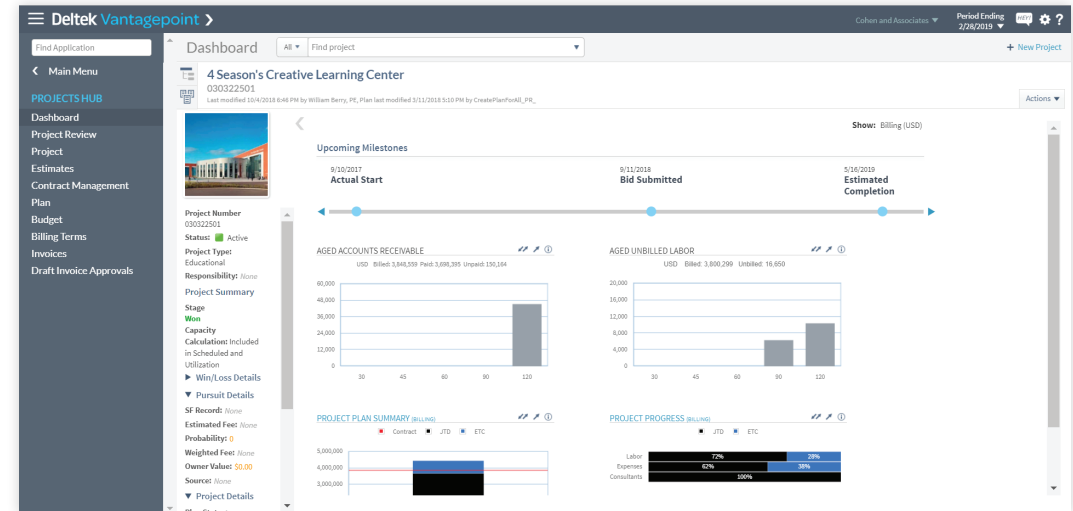 Deltek Vantagepoint
Cohen and Associates
Period Ending
2/28/2019
HEY!
?
Find Application
Main Menu
PROJECTS HUB
Dashboard
Project Review
Project
Estimates
Contract Management
Plan
Budget
Billing Terms
Invoices
Draft Invoice Approvals
Dashboard
All
Find project
+ New Project
4 Season's Creative Learning Center
030322501
Last modified 10/4/2018 6:46 PM by William Berry, PE, Plan last modified 3/11/2018 5:10 PM by CreatePlanForAll_PR_
Actions
Project Number
030322501
Status: Active
Project Type:
Educational
Responsibility: None
Project Summary
Stage
Won
Capacity
Calculation: Included
in Scheduled and
Utilization
Win/Loss Details
Pursuit Details
SF Record: None
Estimated Fee: None
Probability: 0
Weighted Fee: None
Owner Value: $0.00
Source: None
Project Details
Show: Billing (USD)
Upcoming Milestones
9/10/2017
Actual Start
9/11/2018
Bid Submitted
5/16/2019
Estimated
Completion
AGED ACCOUNTS RECEIVABLE
USD Billed: 3,848,559 Paid: 3,698,395 Unpaid: 150,164
60,000
48,000
36,000
24,000
12,000
0
30 45 60 90 120
AGED UNBILLED LABOR
USD Billed: 3,800,299 Unbilled: 16,650
20,000
16,000
12,000
8,000
4,000
0
30 45 60 90 120
PROJECT PLAN SUMMARY (BILLING)
Contract JTD ETC
5,000,000
4,000,000
3,000,000
PROJECT PROGRESS (BILLING)
JTD ETC
Labor 72% 28%
Expenses 62% 38%
Consultants 100%